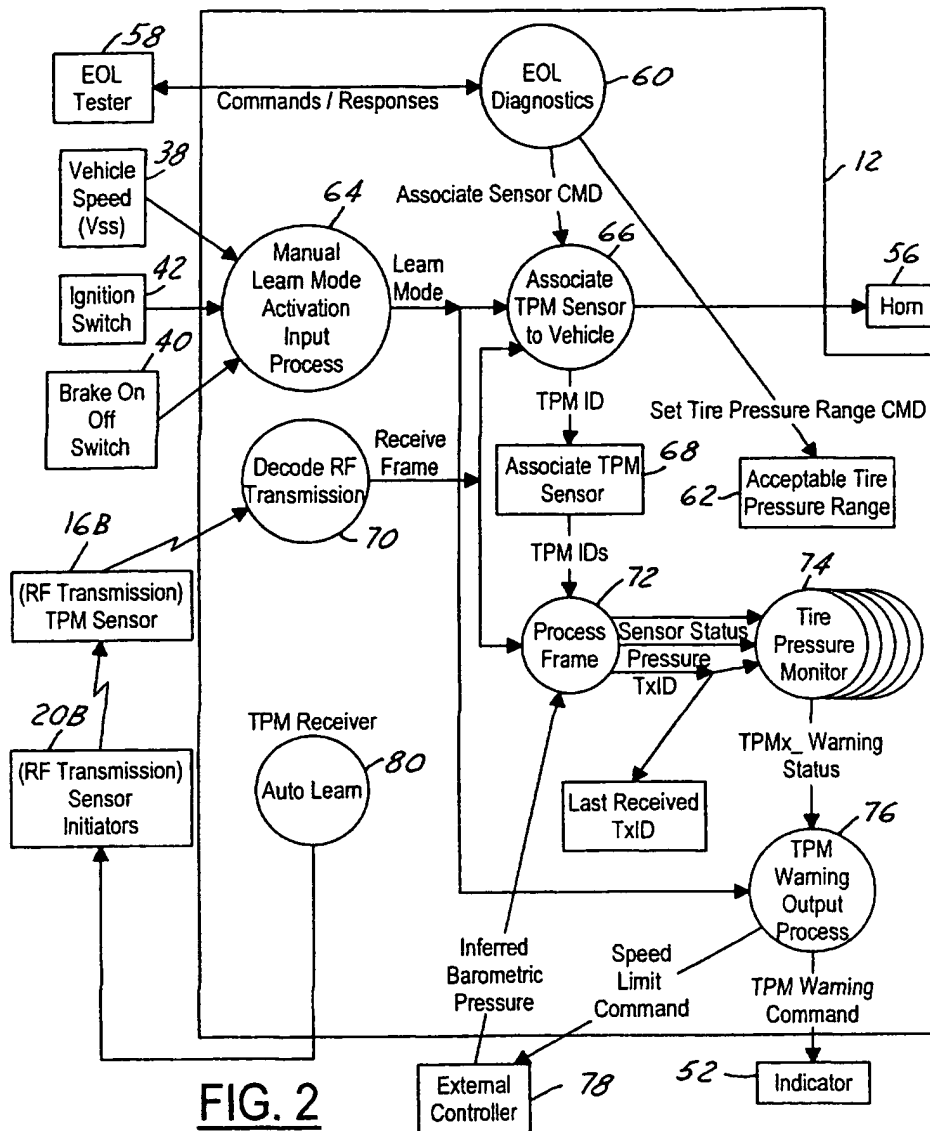 58
EOL
Tester
Commands / Responses
EOL
Diagnostics
60
38
Vehicle
Speed
(Vss)
12
Associate Sensor CMD
64
Manual
Learn Mode
Activation
Input
Process
Learn
Mode
66
Associate
TPM Sensor
to Vehicle
56
Horn
42
Ignition
Switch
40
Brake On
Off
Switch
TPM ID
Set Tire Pressure Range CMD
Decode RF
Transmission
70
Receive
Frame
Associate TPM
Sensor
68
62
Acceptable Tire
Pressure Range
16B
(RF Transmission)
TPM Sensor
TPM IDs
72
Process
Frame
Sensor Status
Pressure
TxID
74
Tire
Pressure
Monitor
20B
(RF Transmission)
Sensor
Initiators
TPM Receiver
Auto Learn
80
Last Received
TxID
TPMx_ Warning
Status
76
TPM
Warning
Output
Process
Inferred
Barometric
Pressure
Speed
Limit
Command
TPM Warning
Command
External
Controller
78
52
Indicator
FIG. 2